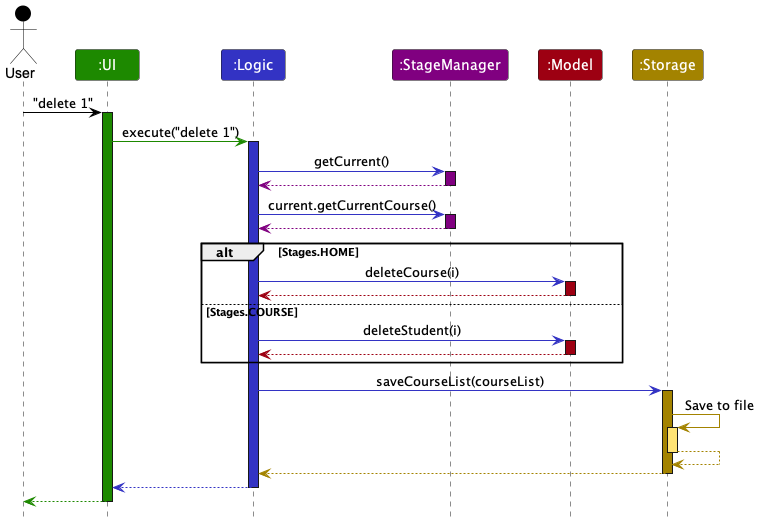 User
:UI
:Logic
:StageManager
:Model
:Storage
"delete 1"
execute("delete 1")
getCurrent()
current.getCurrentCourse()
alt [Stages.HOME]
deleteCourse(i)
[Stages.COURSE]
deleteStudent(i)
saveCourseList(courseList)
Save to file